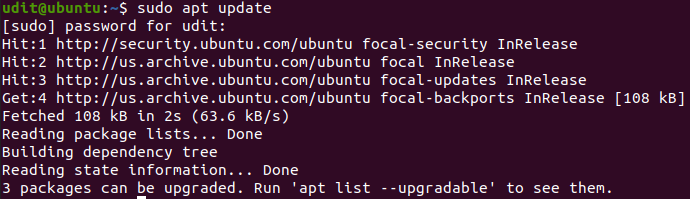 udit@ubuntu:~$ sudo apt update
[sudo] password for udit:
Hit:1 http://security.ubuntu.com/ubuntu focal-security InRelease
Hit:2 http://us.archive.ubuntu.com/ubuntu focal InRelease
Hit:3 http://us.archive.ubuntu.com/ubuntu focal-updates InRelease
Get:4 http://us.archive.ubuntu.com/ubuntu focal-backports InRelease [108 kB]
Fetched 108 kB in 2s (63.6 kB/s)
Reading package lists... Done
Building dependency tree
Reading state information... Done
3 packages can be upgraded. Run 'apt list --upgradable' to see them.